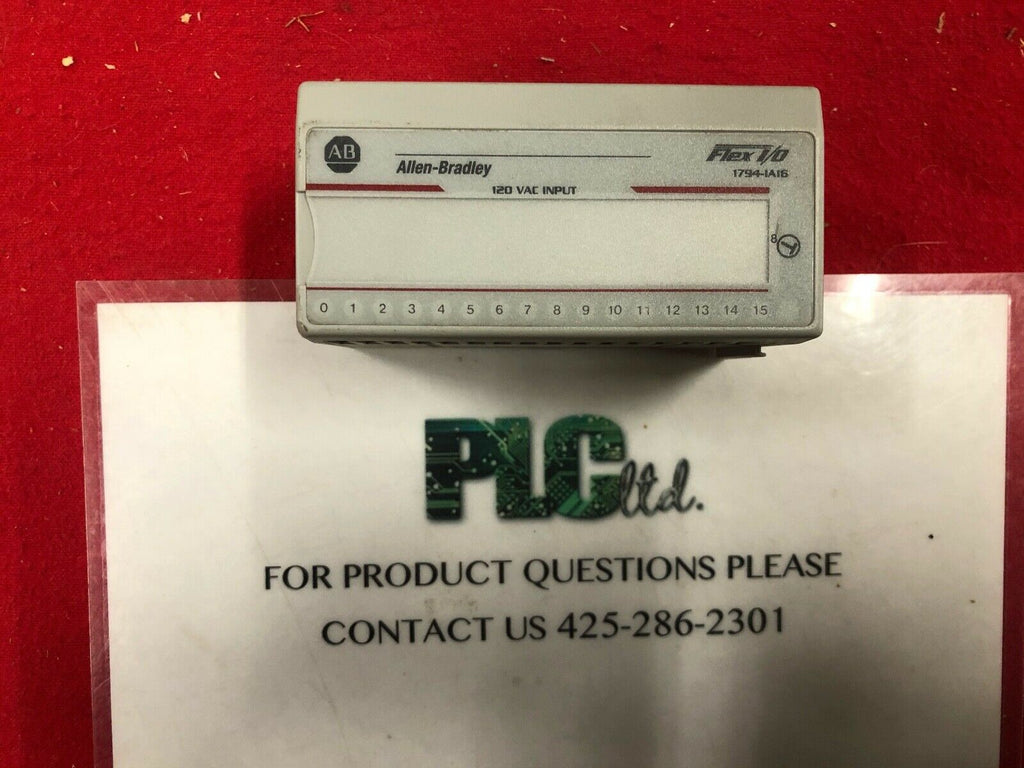 AB
Allen-Bradley
Flex I/O
1794-IA16
120 VAC INPUT
8
0 1 2 3 4 5 6 7 8 9 10 11 12 13 14 15
PLC ltd.
FOR PRODUCT QUESTIONS PLEASE
CONTACT US 425-286-2301